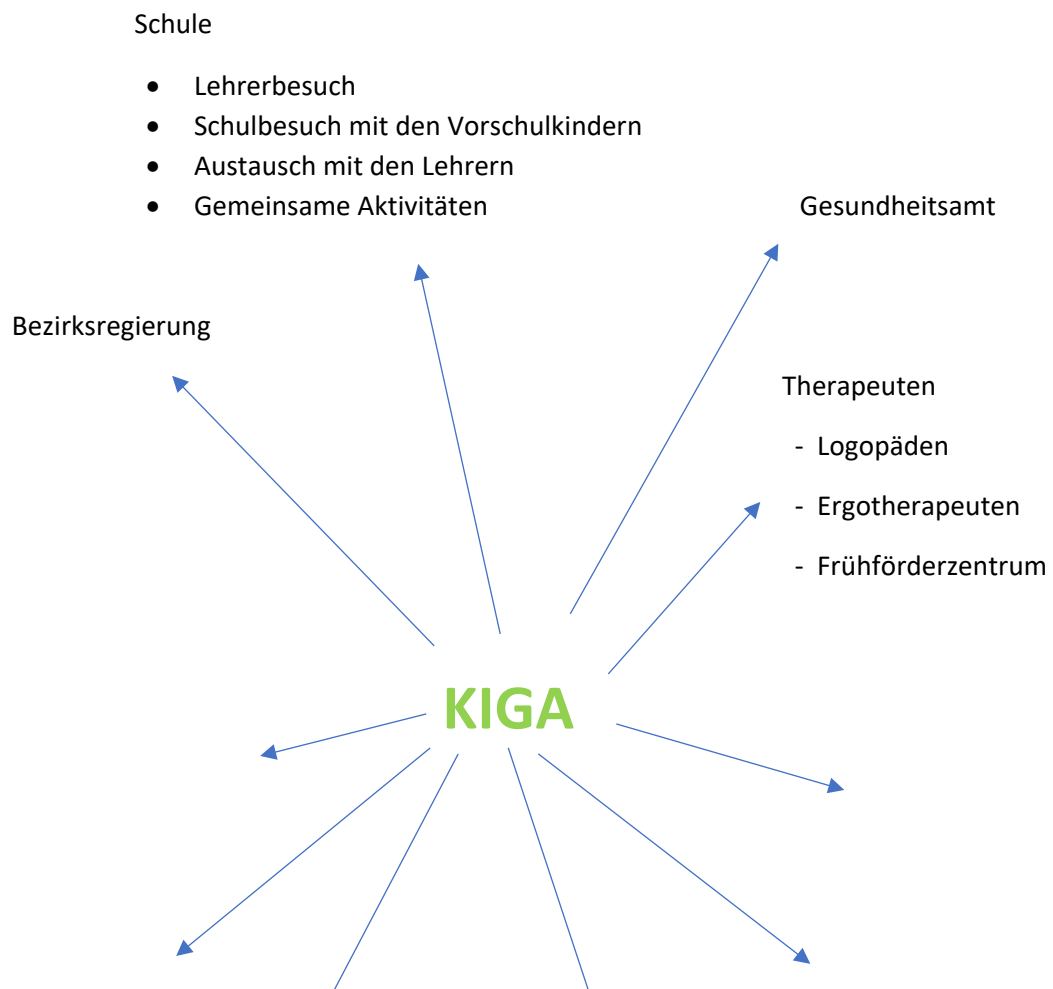 Schule
• Lehrerbesuch
• Schulbesuch mit den Vorschulkindern
• Austausch mit den Lehrern
• Gemeinsame Aktivitäten
Gesundheitsamt
Bezirksregierung
Therapeuten
- Logopäden
- Ergotherapeuten
- Frühförderzentrum
KIGA